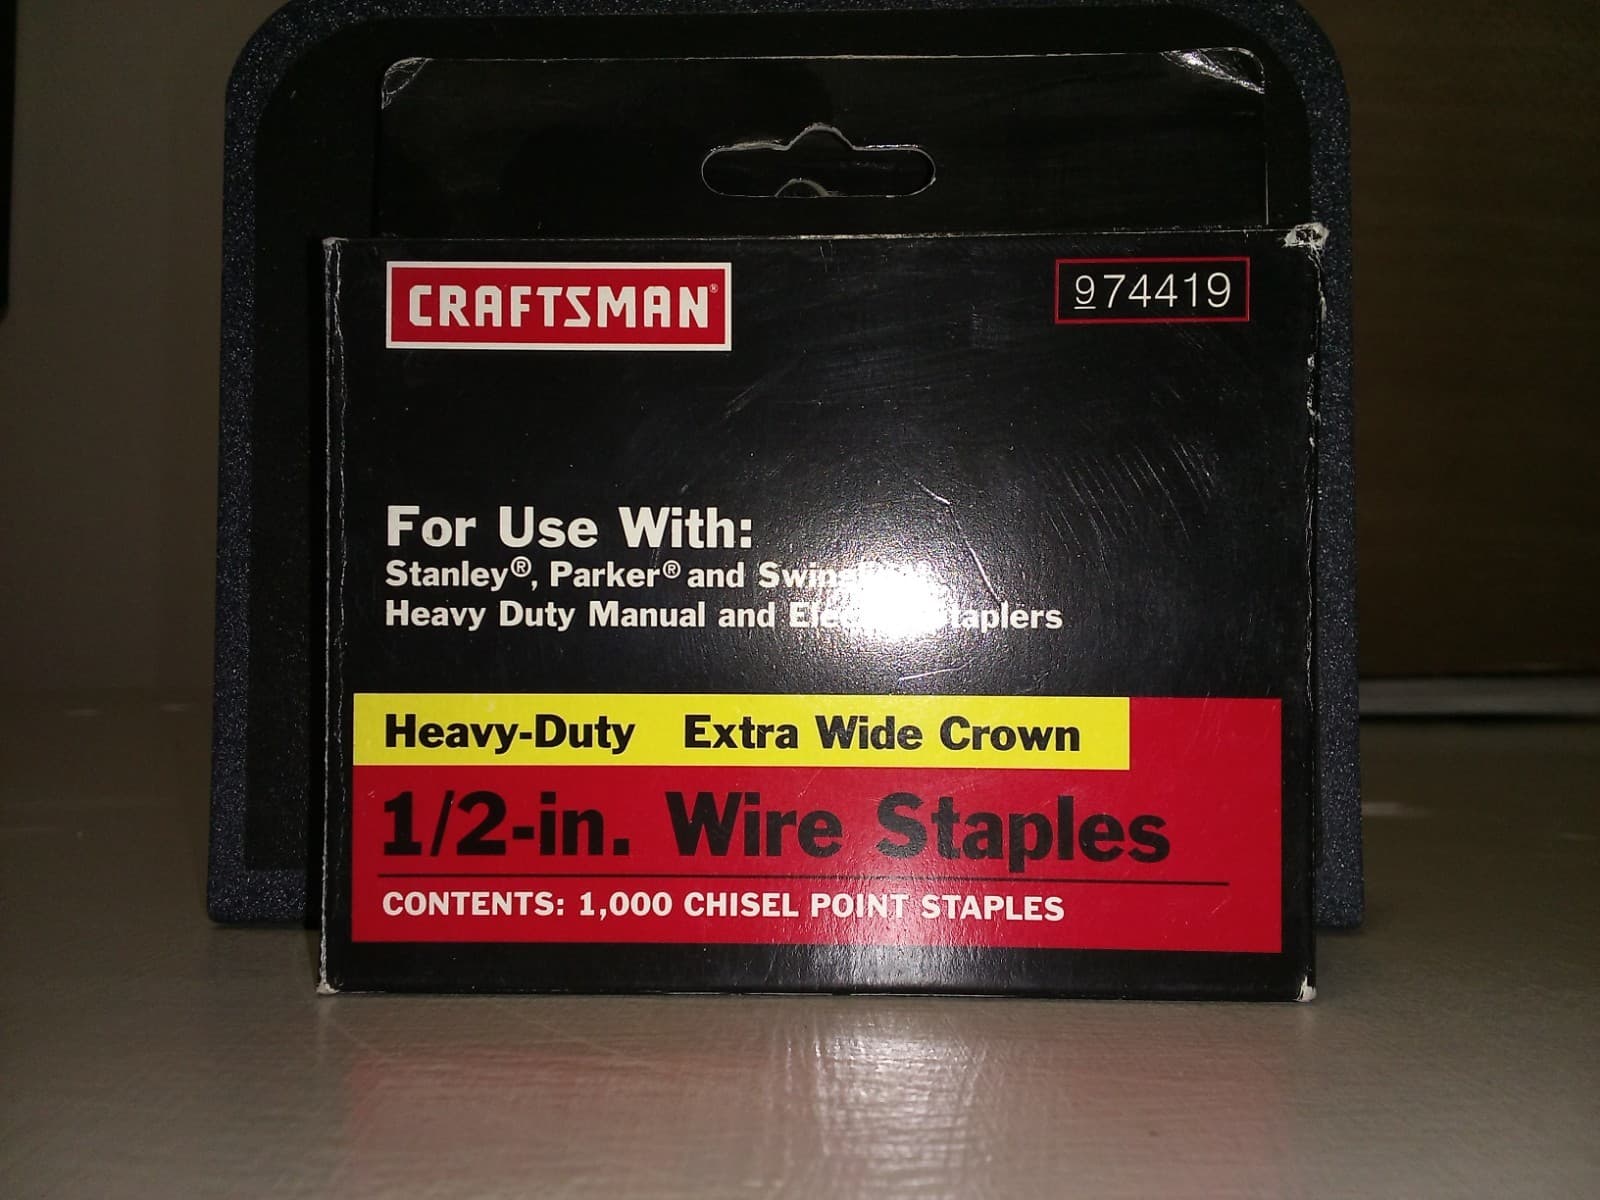 CRAFTSMAN®
974419
For Use With:
Stanley®, Parker® and
Heavy Duty Manual and
Heavy-Duty Extra Wide Crown
1/2-in. Wire Staples
CONTENTS: 1,000 CHISEL POINT STAPLES